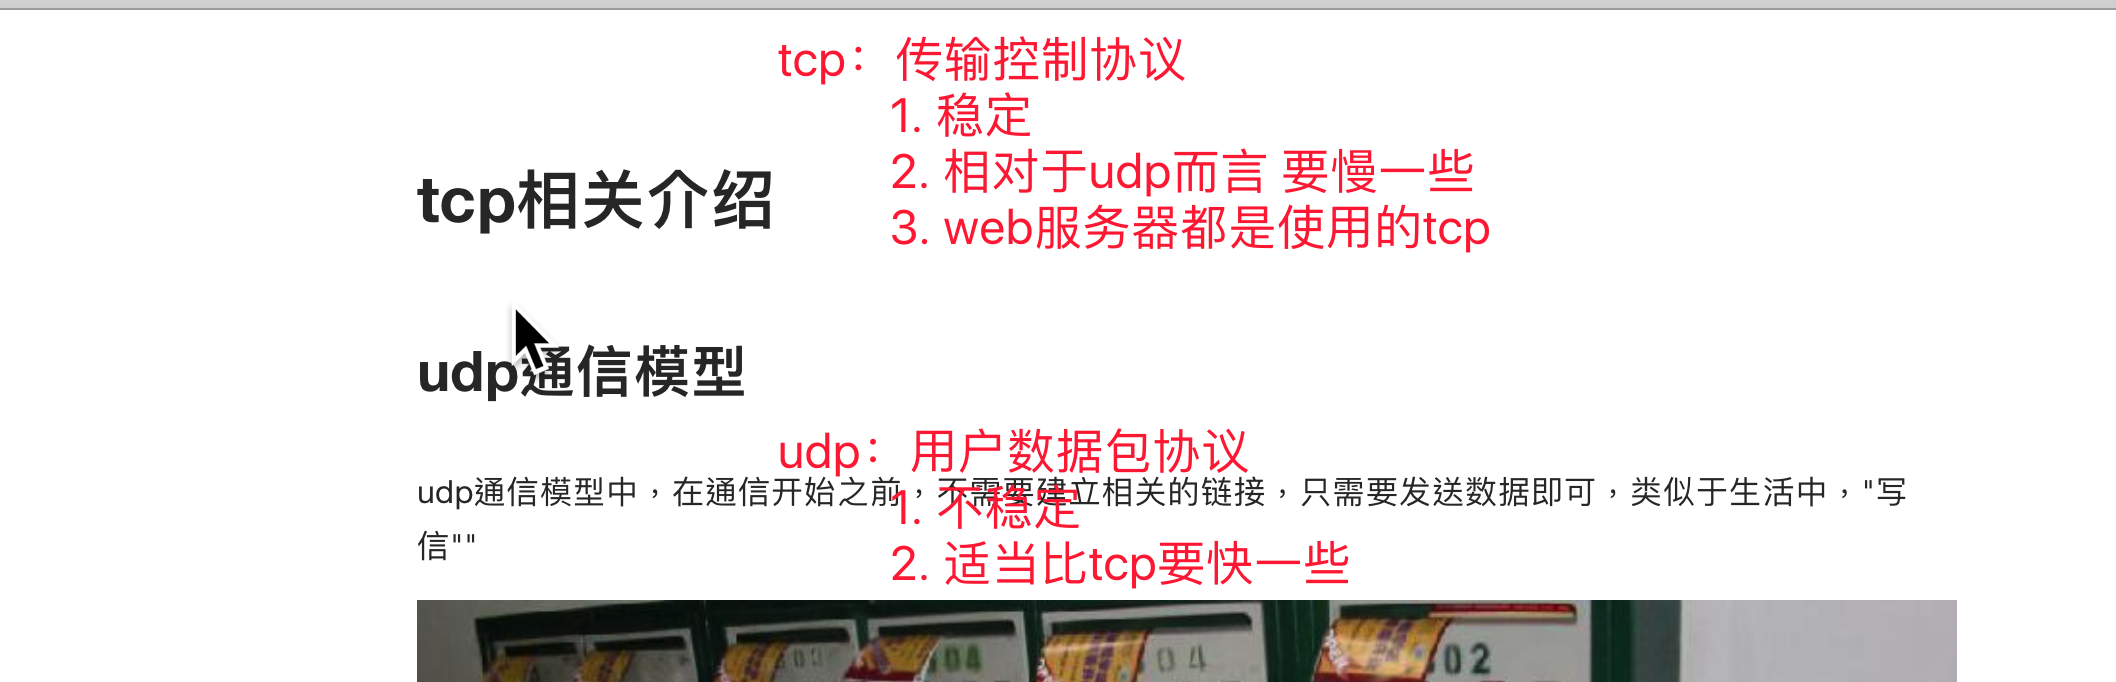 tcp：传输控制协议
1. 稳定
2. 相对于udp而言 要慢一些
3. web服务器都是使用的tcp
tcp相关介绍
udp通信模型
udp：用户数据包协议
1. 不稳定
2. 适当比tcp要快一些
udp通信模型中，在通信开始之前，不需要建立相关的链接，只需要发送数据即可，类似于生活中，"写
信""
04
04
02